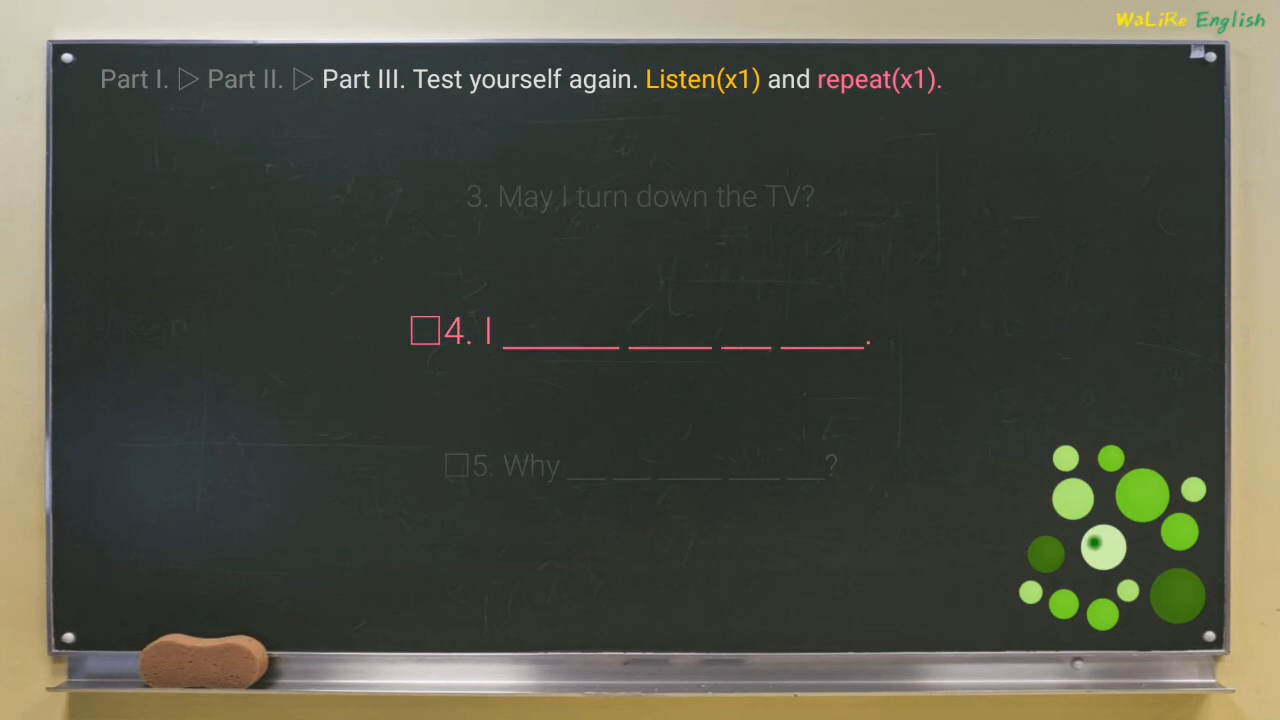 WaLiRe English
Part I. ▷ Part II. ▷ Part III. Test yourself again. Listen(x1) and repeat(x1).
3. May I turn down the TV?
□4. I _______ _____ ___ _____.
□5. Why ___ ___ _____ ____ ___?